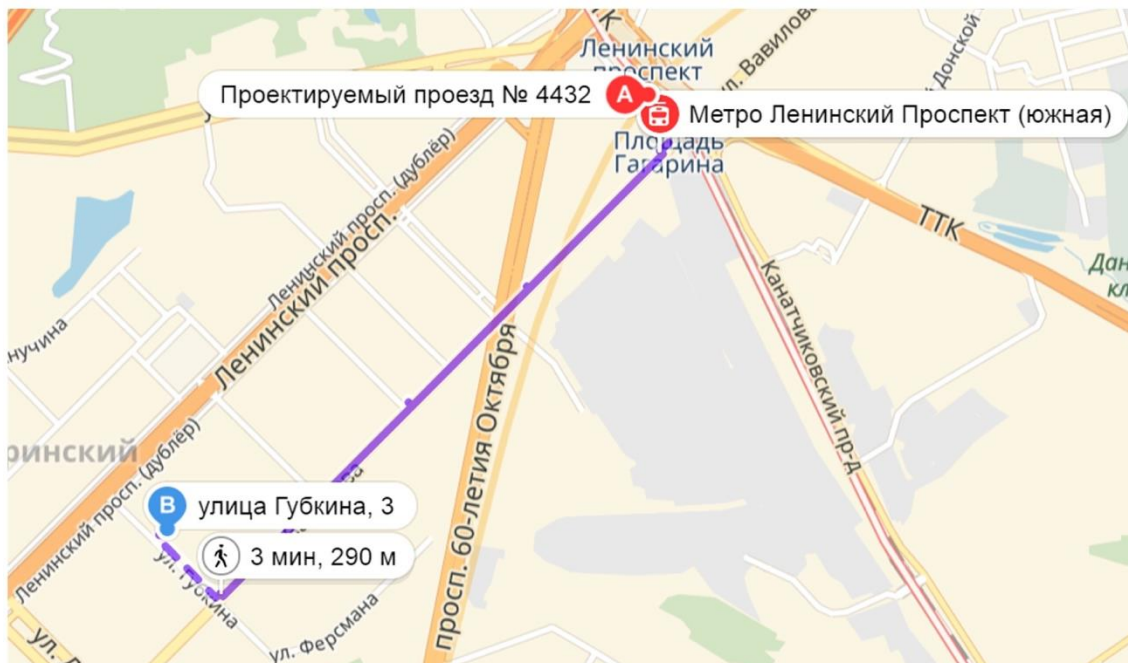 ТТК
Ленинский
проспект
ул. Вавилова
Донской
Проектируемый проезд № 4432
A
Метро Ленинский Проспект (южная)
Площадь
Гагарина
Ленинский просп. (дублёр)
Ленинский просп.
ТТК
Канатчиковский пр-д
просп. 60-летия Октября
Ленинский просп. (дублёр)
B
улица Губкина, 3
3 мин, 290 м
ул. Губкина
ул. Ферсмана